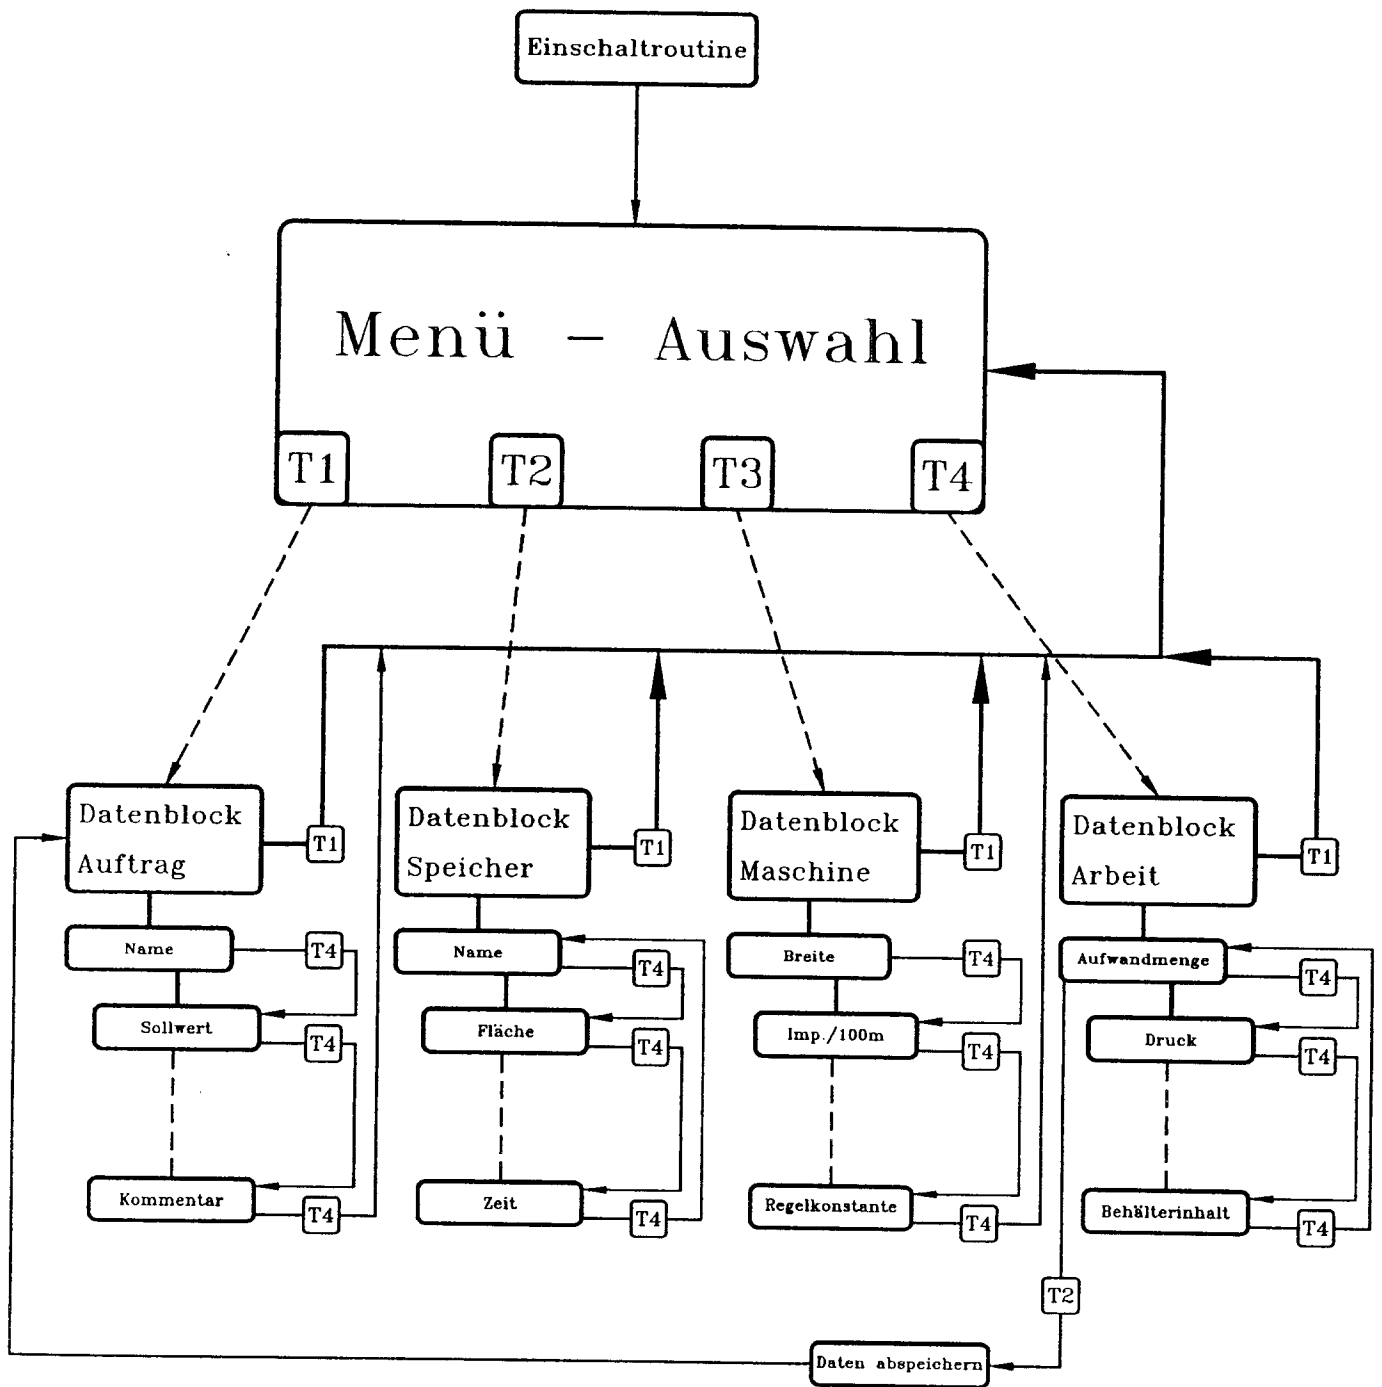 Einschaltroutine
Menü - Auswahl
T1
T2
T3
T4
Datenblock
Auftrag
T1
Datenblock
Speicher
T1
Datenblock
Maschine
T1
Datenblock
Arbeit
T1
Name
T4
Sollwert
T4
Kommentar
T4
Name
T4
Fläche
T4
Zeit
T4
Breite
T4
Imp./100m
T4
Regelkonstante
T4
Aufwandmenge
T4
Druck
T4
Behälterinhalt
T4
T2
Daten abspeichern